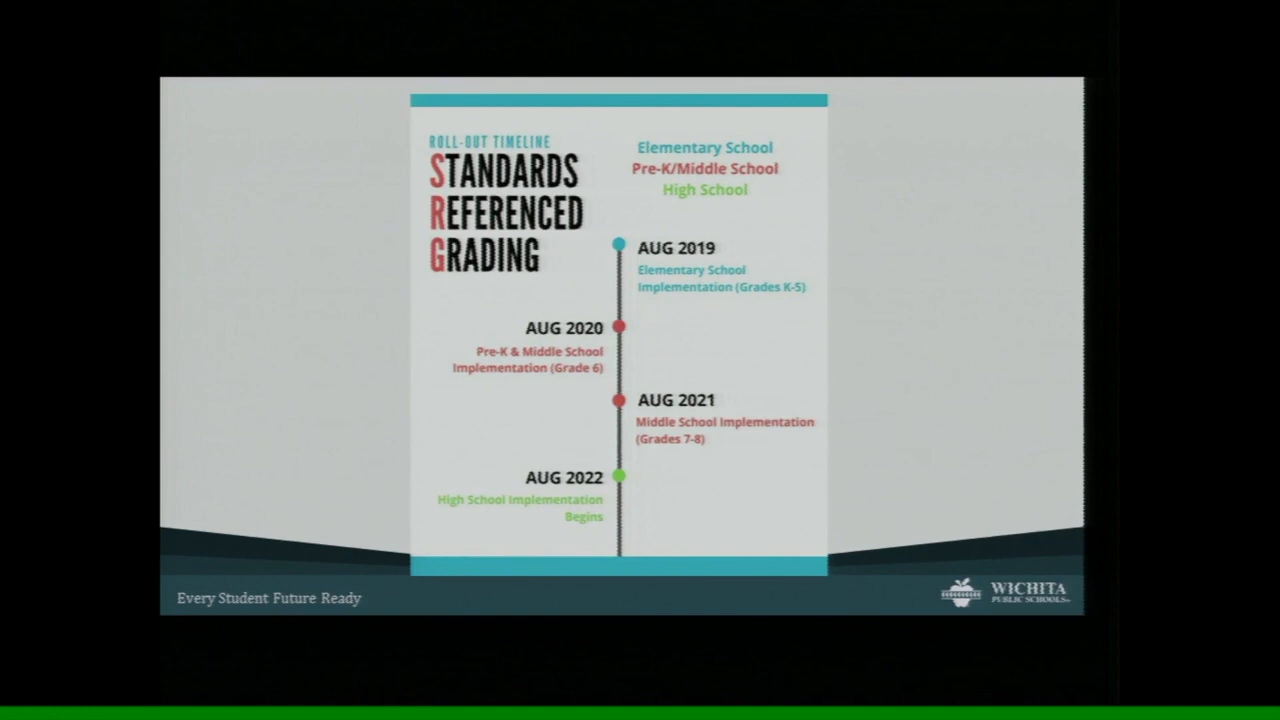 ROLL-OUT TIMELINE
STANDARDS
REFERENCED
GRADING
Elementary School
Pre-K/Middle School
High School
AUG 2019
Elementary School
Implementation (Grades K-5)
AUG 2020
Pre-K & Middle School
Implementation (Grade 6)
AUG 2021
Middle School Implementation
(Grades 7-8)
AUG 2022
High School Implementation
Begins
Every Student Future Ready
WICHITA
PUBLIC SCHOOLS